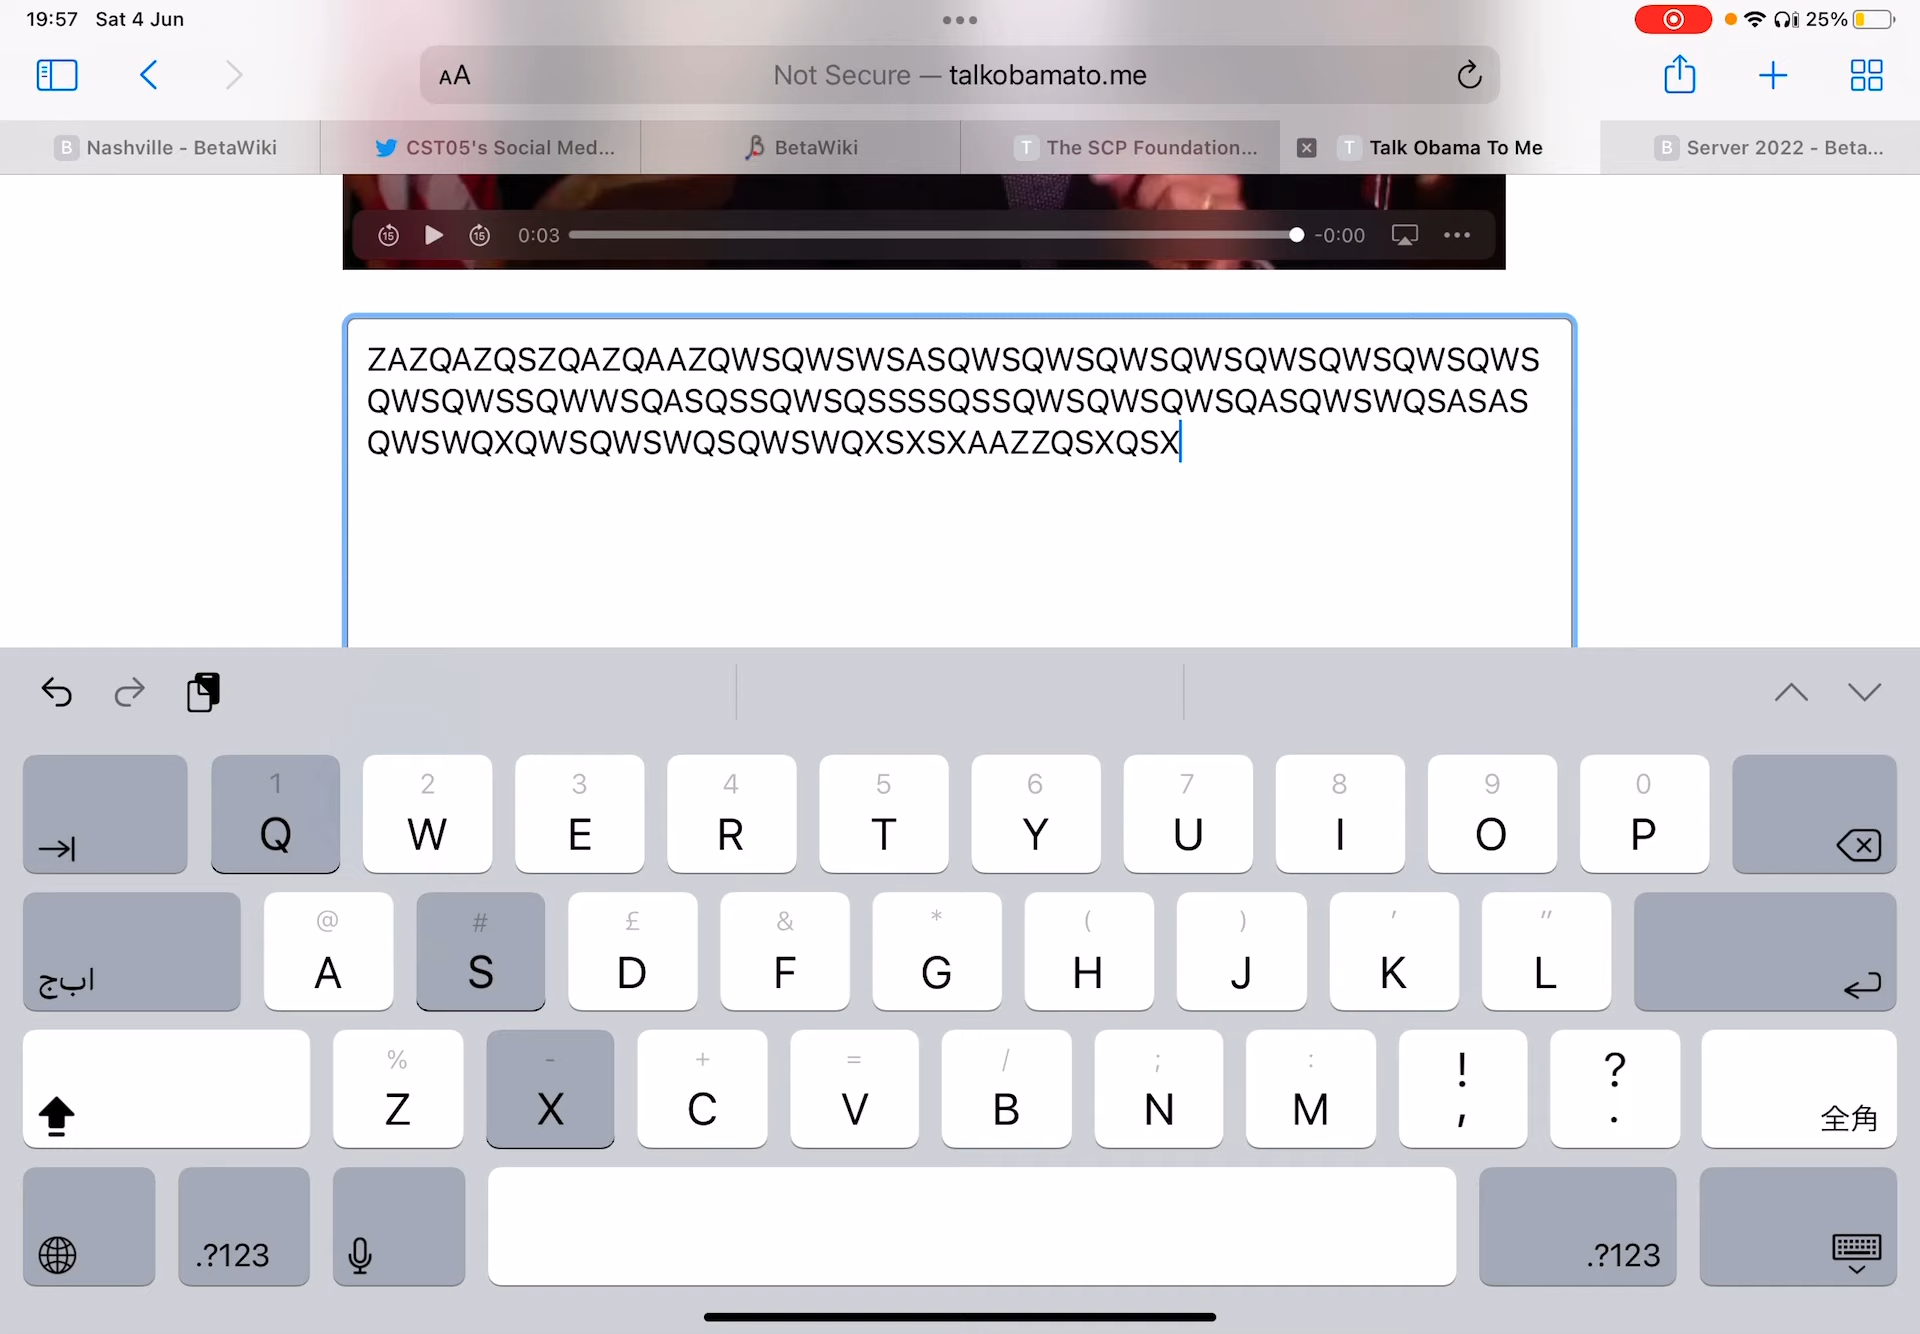 19:57 Sat 4 Jun
25%
AA
Not Secure — talkobamato.me
B Nashville - BetaWiki
CST05's Social Med...
BetaWiki
T The SCP Foundation...
T Talk Obama To Me
B Server 2022 - Beta...
15
15
0:03
-0:00
ZAZQAZQSZQAZQAAZQWSQWSWSASQWSQWSQWSQWSQWSQWSQWSQWS
QWSQWSSQWWSQASQSSQWSQSSSSQSSQWSQWSQWSQASQWSWQSASAS
QWSWQXQWSQWSWQSQWSWQXSXSXAAZZQSXQSX
1 2 3 4 5 6 7 8 9 0
Q W E R T Y U I O P
@ # £ & * ( ) ' "
ابج A S D F G H J K L
% - + = / ; : ! ?
Z X C V B N M , . 全角
.?123 .?123